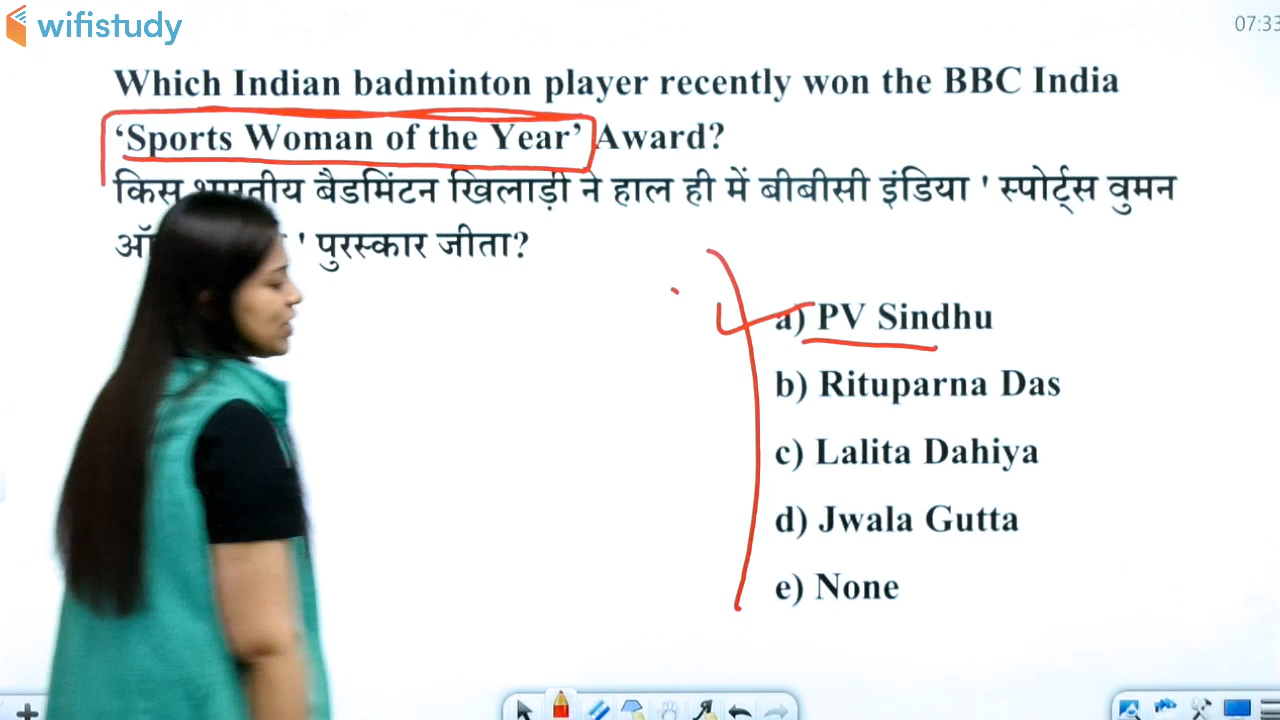 wifistudy
07:33
Which Indian badminton player recently won the BBC India
‘Sports Woman of the Year’ Award?
किस भारतीय बैडमिंटन खिलाड़ी ने हाल ही में बीबीसी इंडिया ' स्पोर्ट्स वुमन
' पुरस्कार जीता?
a) PV Sindhu
b) Rituparna Das
c) Lalita Dahiya
d) Jwala Gutta
e) None